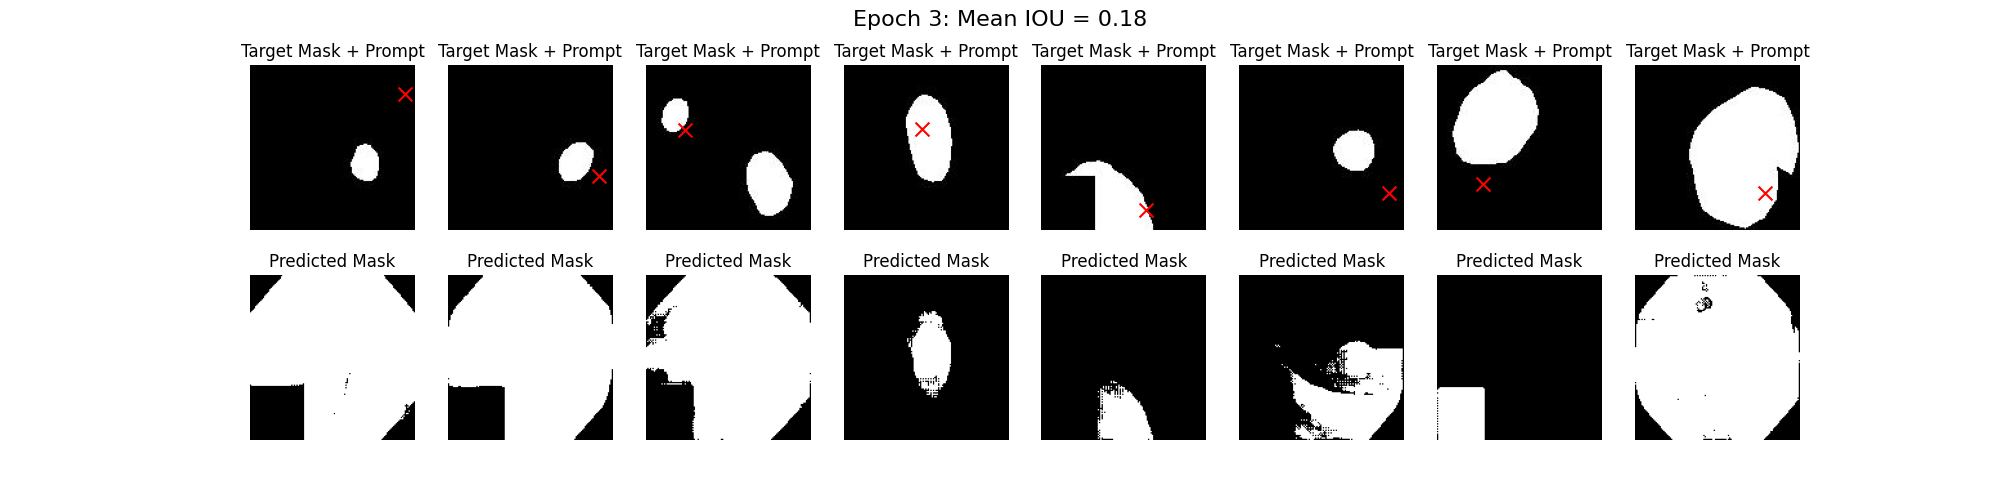 Epoch 3: Mean IOU = 0.18
Target Mask + Prompt Target Mask + Prompt Target Mask + Prompt Target Mask + Prompt Target Mask + Prompt Target Mask + Prompt Target Mask + Prompt Target Mask + Prompt
Predicted Mask Predicted Mask Predicted Mask Predicted Mask Predicted Mask Predicted Mask Predicted Mask Predicted Mask